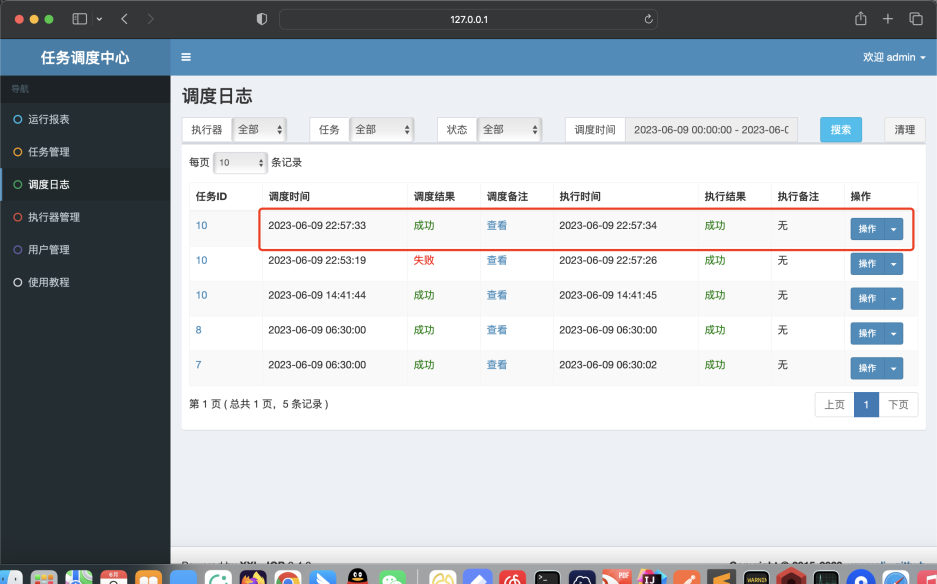 127.0.0.1
任务调度中心
欢迎 admin
导航
运行报表
任务管理
调度日志
执行器管理
用户管理
使用教程
调度日志
执行器 全部 任务 全部 状态 全部 调度时间 2023-06-09 00:00:00 - 2023-06-0 搜索 清理
每页 10 条记录
任务ID 调度时间 调度结果 调度备注 执行时间 执行结果 执行备注 操作
10 2023-06-09 22:57:33 成功 查看 2023-06-09 22:57:34 成功 无 操作
10 2023-06-09 22:53:19 失败 查看 2023-06-09 22:57:26 成功 无 操作
10 2023-06-09 14:41:44 成功 查看 2023-06-09 14:41:45 成功 无 操作
8 2023-06-09 06:30:00 成功 查看 2023-06-09 06:30:00 成功 无 操作
7 2023-06-09 06:30:00 成功 查看 2023-06-09 06:30:02 成功 无 操作
第 1 页 ( 总共 1 页，5 条记录 )
上页 1 下页